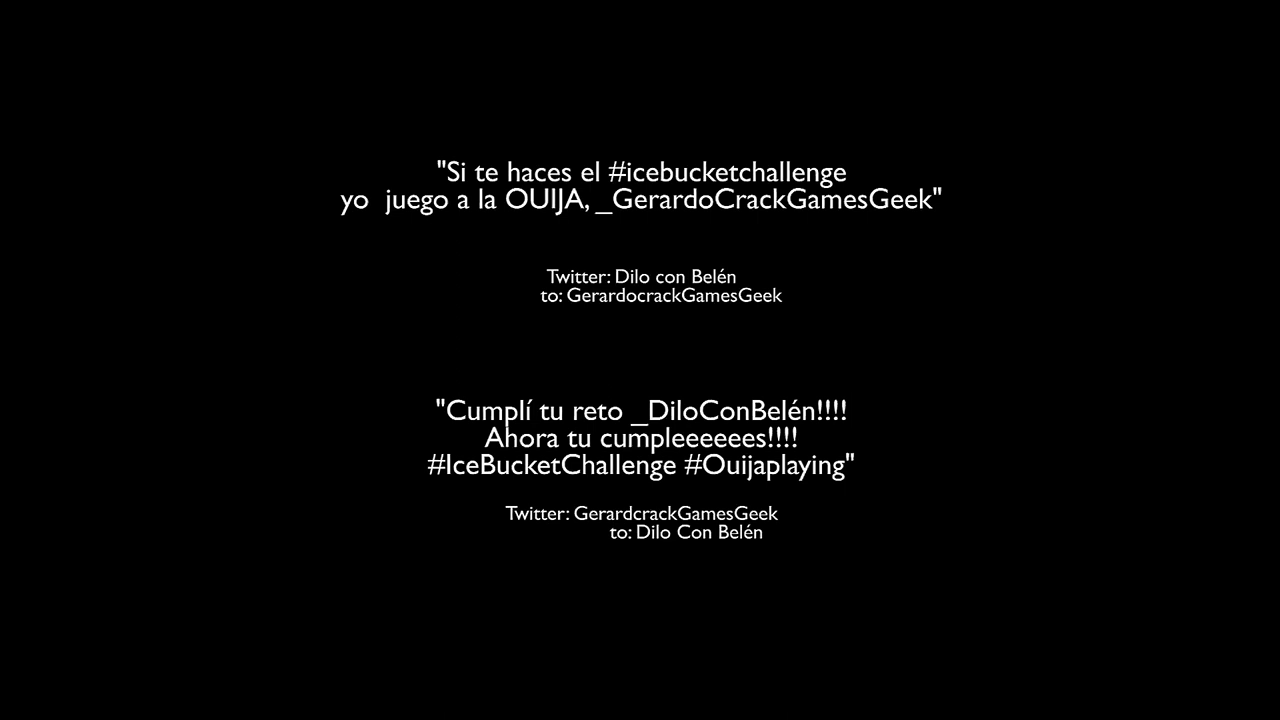 "Si te haces el #icebucketchallenge
yo  juego a la OUIJA, _GerardoCrackGamesGeek"
Twitter: Dilo con Belén
to: GerardocrackGamesGeek
"Cumplí tu reto _DiloConBelén!!!!
Ahora tu cumpleeeeees!!!!
#IceBucketChallenge #Ouijaplaying"
Twitter: GerardcrackGamesGeek
to: Dilo Con Belén